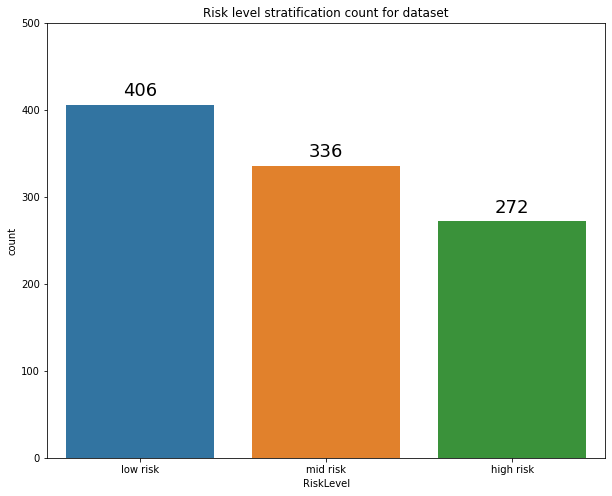 Risk level stratification count for dataset
500
400
300
200
100
0
count
406
336
272
low risk
mid risk
high risk
RiskLevel